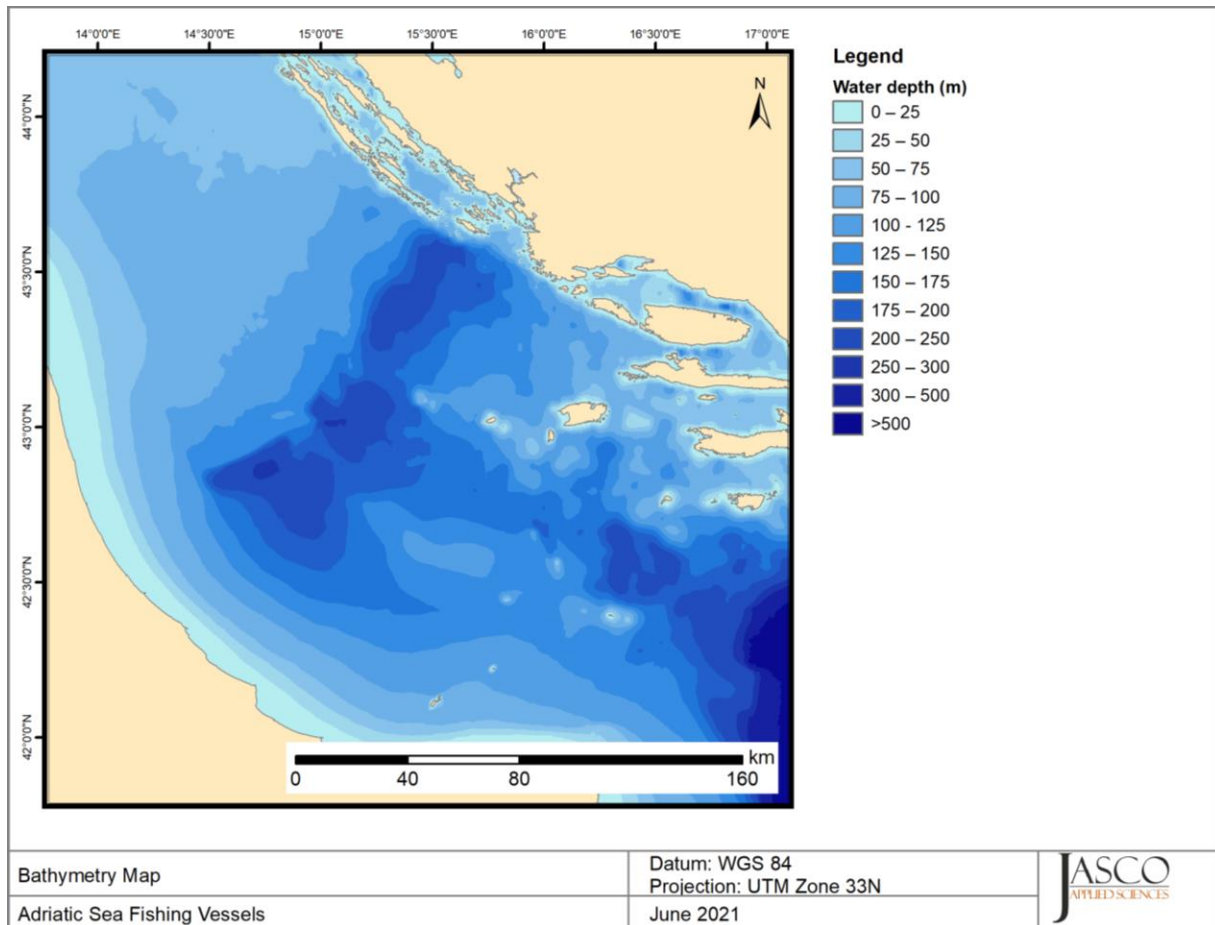 14°0'0"E 14°30'0"E 15°0'0"E 15°30'0"E 16°0'0"E 16°30'0"E 17°0'0"E
44°0'0"N
43°30'0"N
43°0'0"N
42°30'0"N
42°0'0"N
N
km
0 40 80 160
Legend
Water depth (m)
0 – 25
25 – 50
50 – 75
75 – 100
100 - 125
125 – 150
150 – 175
175 – 200
200 – 250
250 – 300
300 – 500
>500
Bathymetry Map
Adriatic Sea Fishing Vessels
Datum: WGS 84
Projection: UTM Zone 33N
June 2021
JASCO
APPLIED SCIENCES